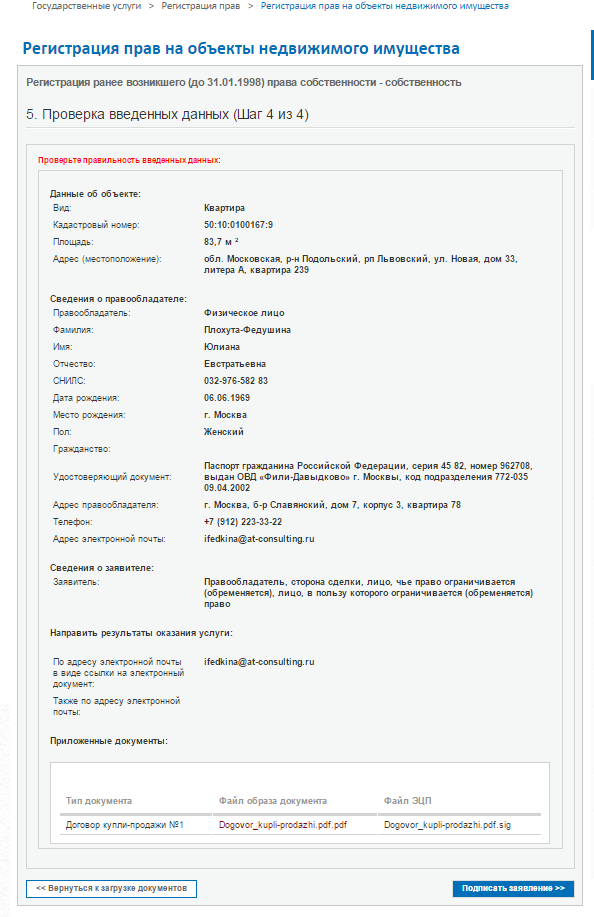 Государственные услуги > Регистрация прав > Регистрация прав на объекты недвижимого имущества
Регистрация прав на объекты недвижимого имущества
Регистрация ранее возникшего (до 31.01.1998) права собственности - собственность
5. Проверка введенных данных (Шаг 4 из 4)
Проверьте правильность введенных данных:
Данные об объекте:
Вид: Квартира
Кадастровый номер: 50:10:0100167:9
Площадь: 83,7 м ²
Адрес (местоположение): обл. Московская, р-н Подольский, рп Львовский, ул. Новая, дом 33,
литера А, квартира 239
Сведения о правообладателе:
Правообладатель: Физическое лицо
Фамилия: Плохута-Федушина
Имя: Юлиана
Отчество: Евстратьевна
СНИЛС: 032-976-582 83
Дата рождения: 06.06.1969
Место рождения: г. Москва
Пол: Женский
Гражданство:
Удостоверяющий документ: Паспорт гражданина Российской Федерации, серия 45 82, номер 962708,
выдан ОВД «Фили-Давыдково» г. Москвы, код подразделения 772-035
09.04.2002
Адрес правообладателя: г. Москва, б-р Славянский, дом 7, корпус 3, квартира 78
Телефон: +7 (912) 223-33-22
Адрес электронной почты: ifedkina@at-consulting.ru
Сведения о заявителе:
Заявитель: Правообладатель, сторона сделки, лицо, чье право ограничивается
(обременяется), лицо, в пользу которого ограничивается (обременяется)
право
Направить результаты оказания услуги:
По адресу электронной почты ifedkina@at-consulting.ru
в виде ссылки на электронный
документ:
Также по адресу электронной
почты:
Приложенные документы:
Тип документа Файл образа документа Файл ЭЦП
Договор купли-продажи №1 Dogovor_kupli-prodazhi.pdf.pdf Dogovor_kupli-prodazhi.pdf.sig
<< Вернуться к загрузке документов Подписать заявление >>